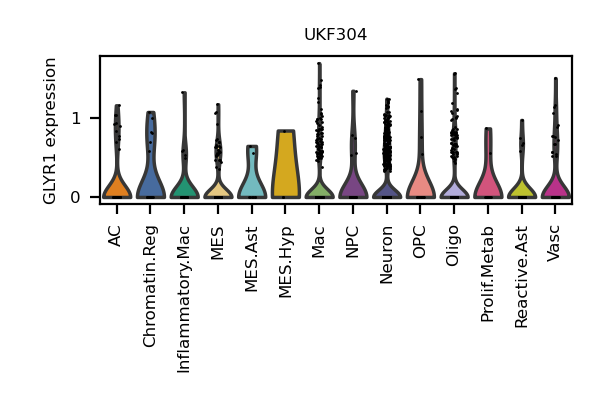 UKF304
GLYR1 expression
1
0
AC
Chromatin.Reg
Inflammatory.Mac
MES
MES.Ast
MES.Hyp
Mac
NPC
Neuron
OPC
Oligo
Prolif.Metab
Reactive.Ast
Vasc